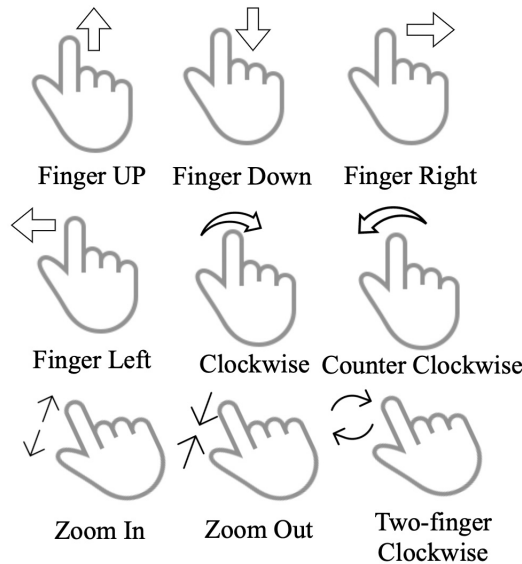 Finger UP
Finger Down
Finger Right
Finger Left
Clockwise
Counter Clockwise
Zoom In
Zoom Out
Two-finger
Clockwise